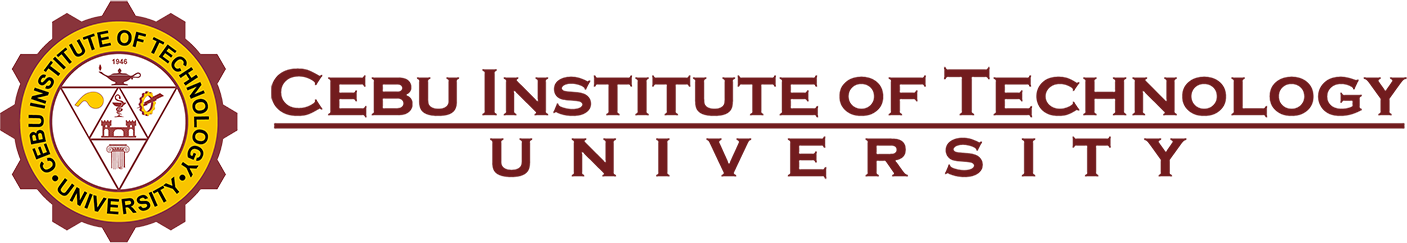 CEBU INSTITUTE OF TECHNOLOGY
• UNIVERSITY •
1946
CEBU INSTITUTE OF TECHNOLOGY
UNIVERSITY